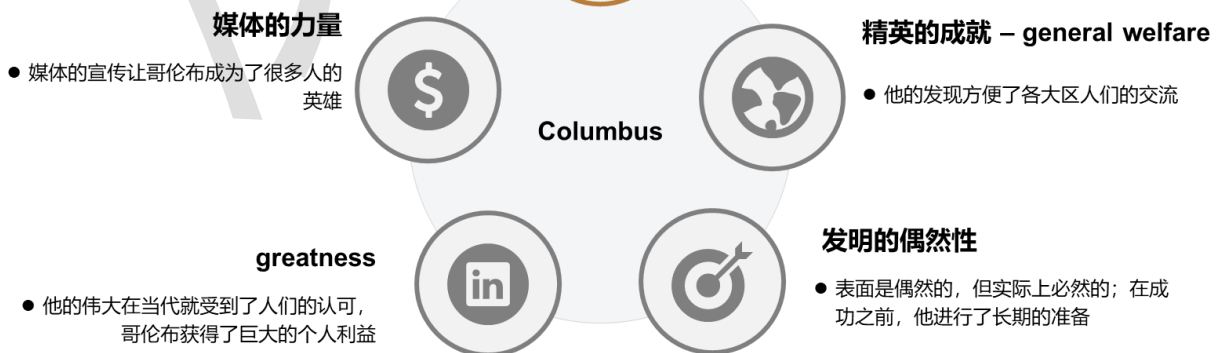 媒体的力量
● 媒体的宣传让哥伦布成为了很多人的
英雄
$
精英的成就 – general welfare
● 他的发现方便了各大区人们的交流
Columbus
greatness
● 他的伟大在当代就受到了人们的认可，
哥伦布获得了巨大的个人利益
in
发明的偶然性
● 表面是偶然的，但实际上必然的；在成
功之前，他进行了长期的准备